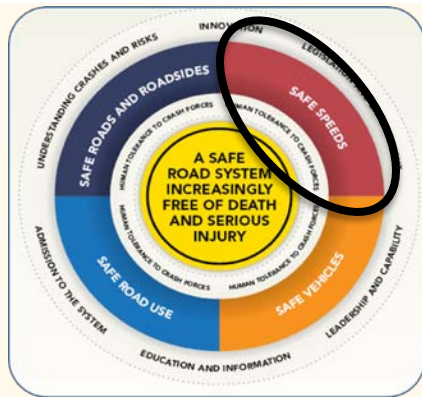 INNOVATION
LEGISLATION
UNDERSTANDING CRASHES AND RISKS
SAFE ROADS AND ROADSIDES
SAFE SPEEDS
HUMAN TOLERANCE TO CRASH FORCES
HUMAN TOLERANCE TO CRASH FORCES
A SAFE
ROAD SYSTEM
INCREASINGLY
FREE OF DEATH
AND SERIOUS
INJURY
HUMAN TOLERANCE TO CRASH FORCES
HUMAN TOLERANCE TO CRASH FORCES
SAFE ROAD USE
SAFE VEHICLES
ADMISSION TO THE SYSTEM
LEADERSHIP AND CAPABILITY
EDUCATION AND INFORMATION